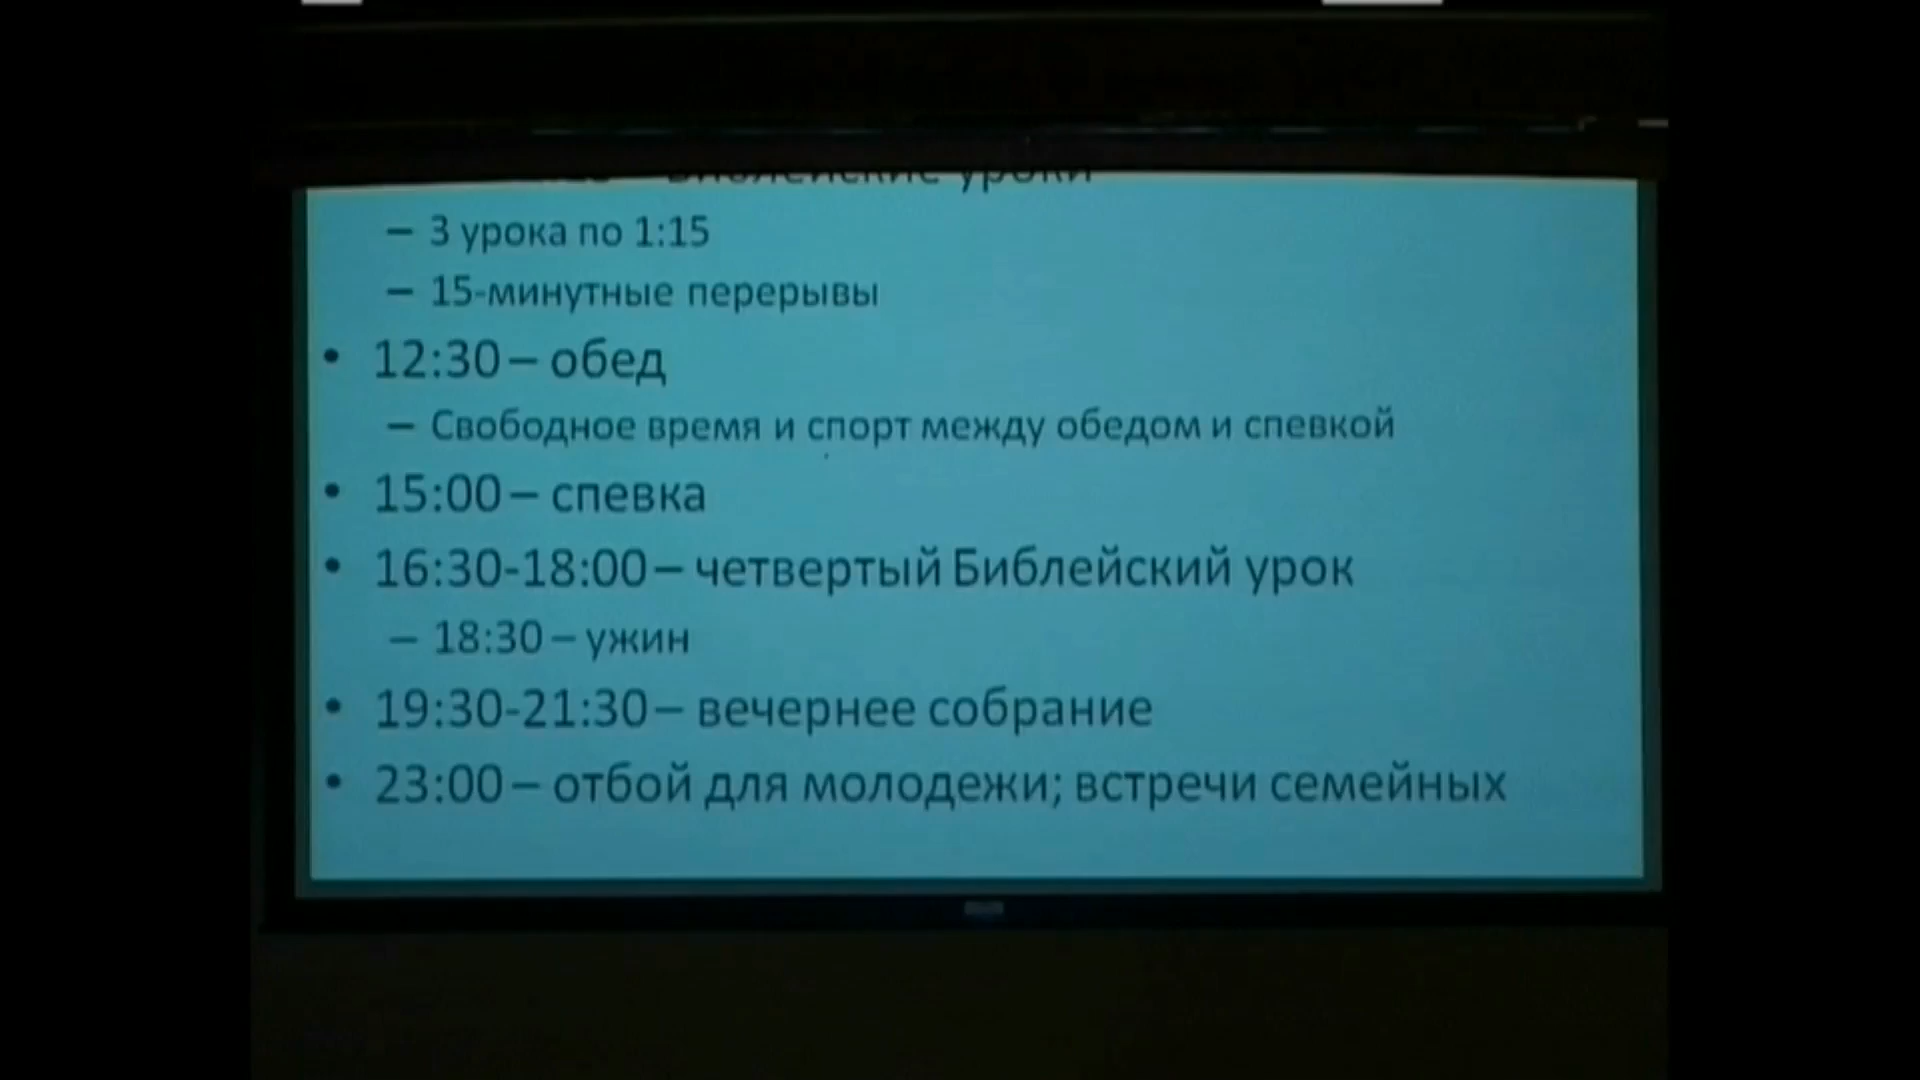 Библейские уроки
– 3 урока по 1:15
– 15-минутные перерывы
• 12:30 – обед
– Свободное время и спорт между обедом и спевкой
• 15:00 – спевка
• 16:30-18:00 – четвертый Библейский урок
– 18:30 – ужин
• 19:30-21:30 – вечернее собрание
• 23:00 – отбой для молодежи; встречи семейных